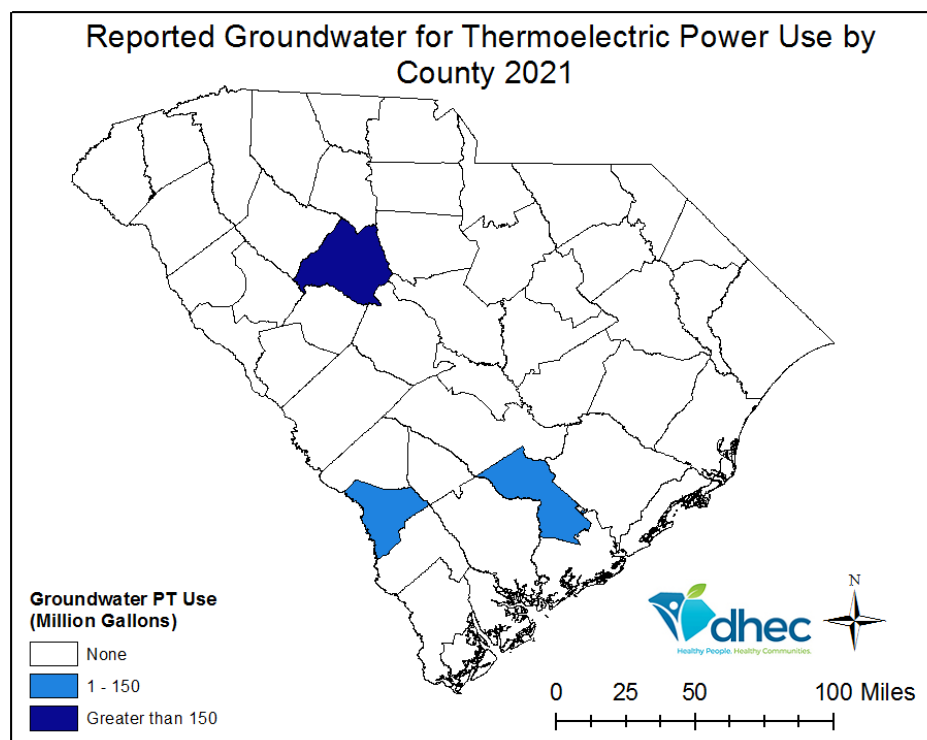 Reported Groundwater for Thermoelectric Power Use by
County 2021
Groundwater PT Use
(Million Gallons)
None
1 - 150
Greater than 150
dhec
Healthy People. Healthy Communities.
N
0 25 50 100 Miles